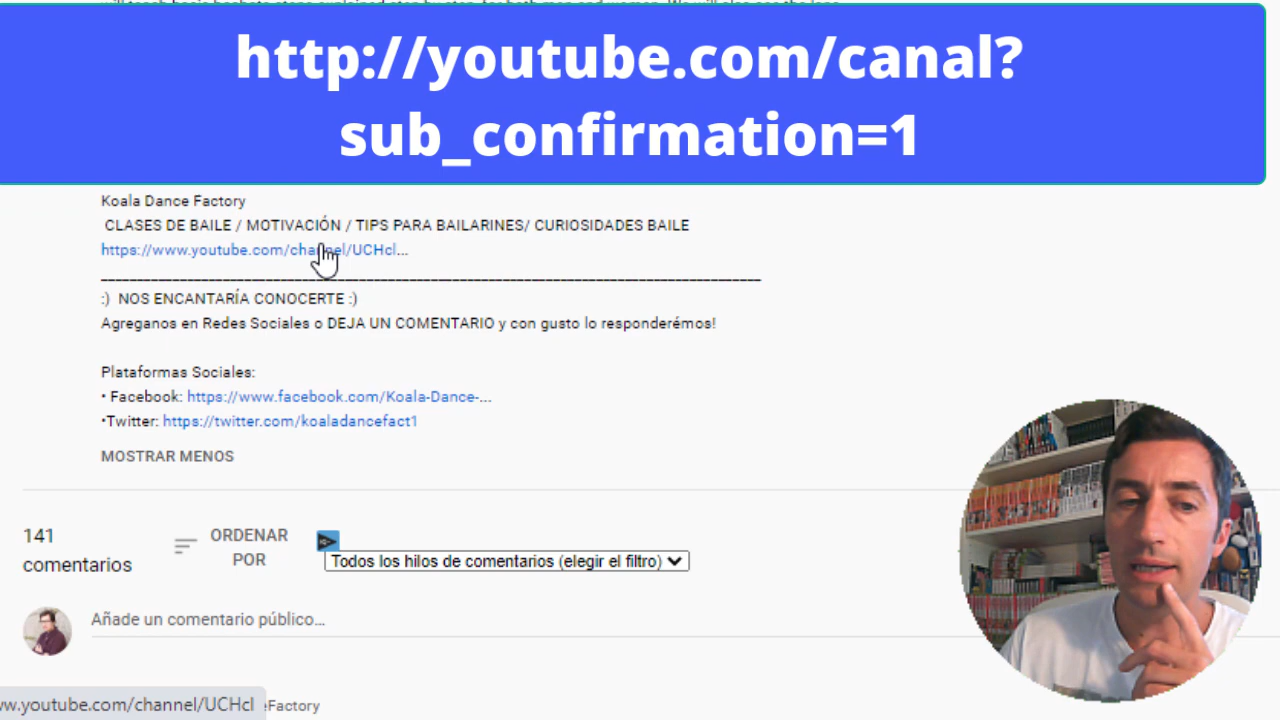 http://youtube.com/canal?
sub_confirmation=1
Koala Dance Factory
CLASES DE BAILE / MOTIVACIÓN / TIPS PARA BAILARINES/ CURIOSIDADES BAILE
https://www.youtube.com/channel/UCHcl...
:) NOS ENCANTARÍA CONOCERTE :)
Agreganos en Redes Sociales o DEJA UN COMENTARIO y con gusto lo responderémos!
Plataformas Sociales:
• Facebook: https://www.facebook.com/Koala-Dance-...
•Twitter: https://twitter.com/koaladancefact1
MOSTRAR MENOS
141
comentarios
ORDENAR
POR
Todos los hilos de comentarios (elegir el filtro)
Añade un comentario público...
w.youtube.com/channel/UCHcl
eFactory